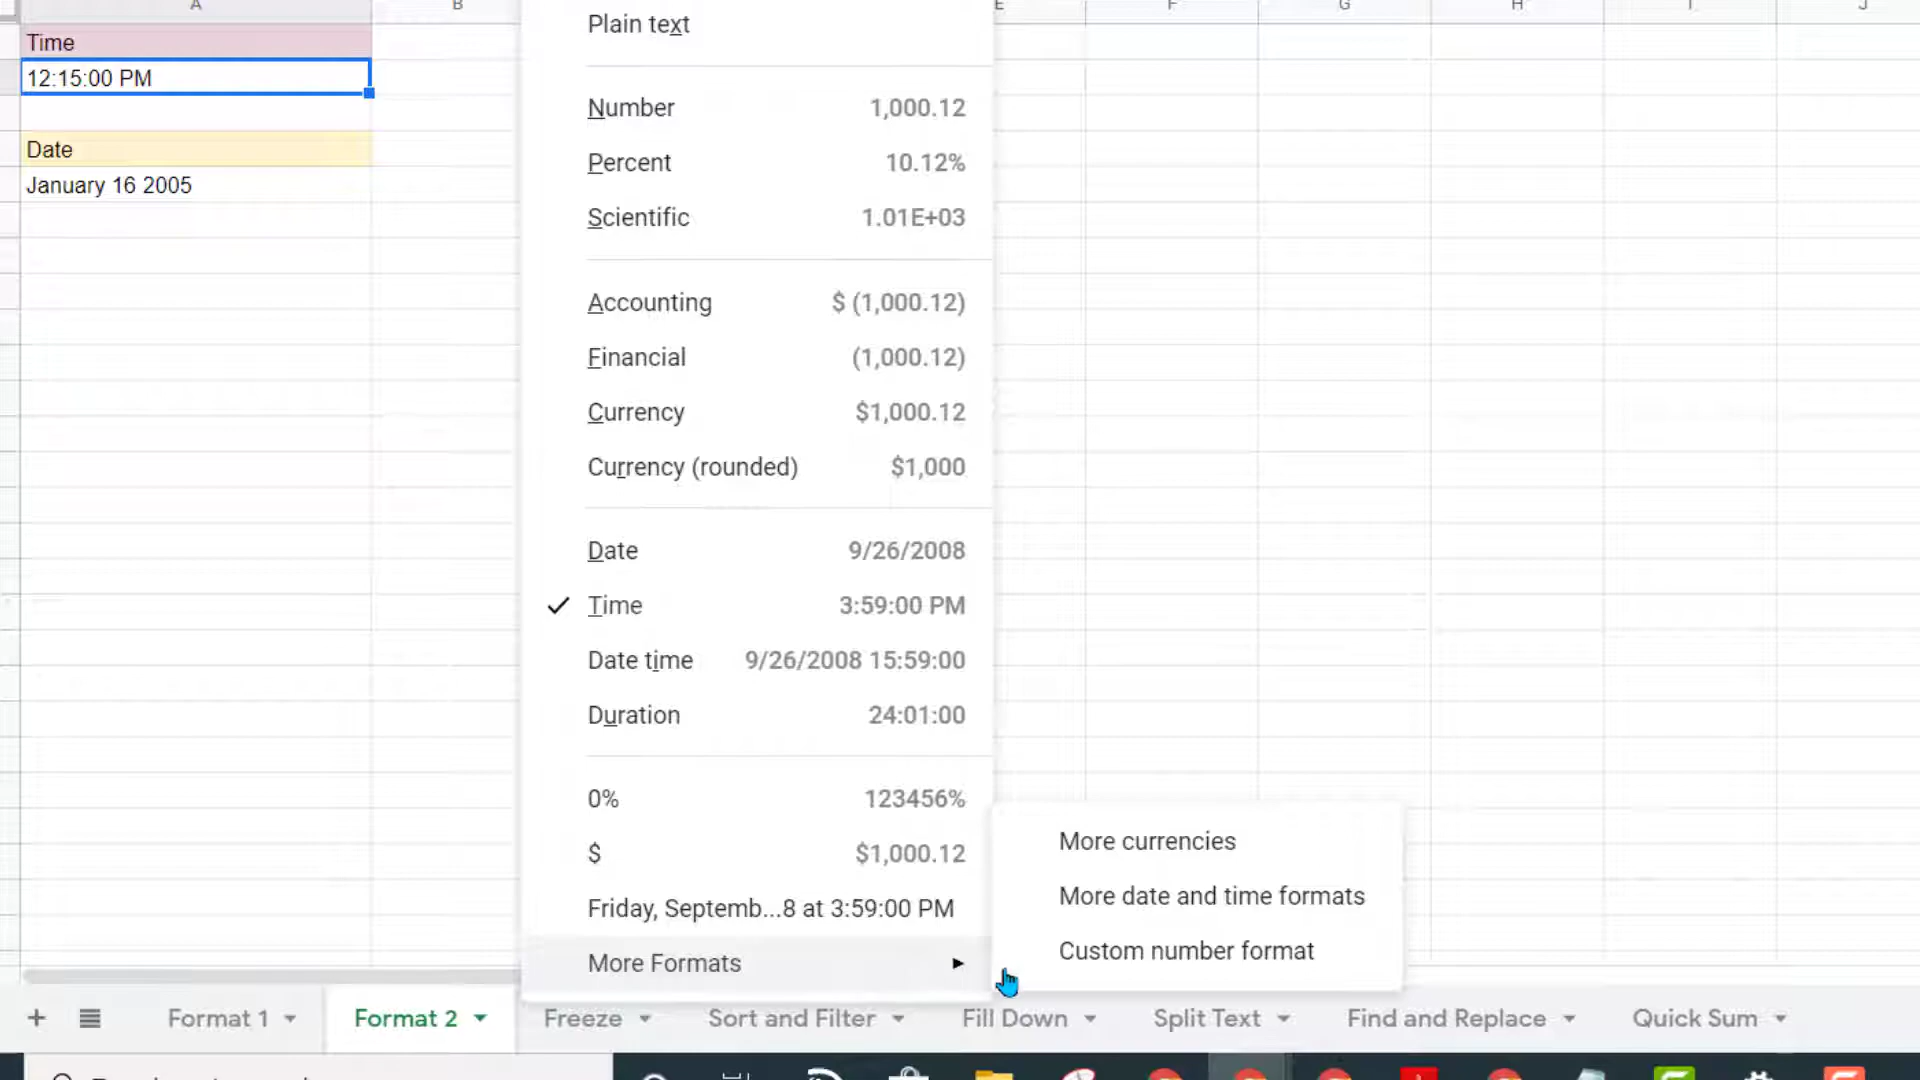 A B E F G H I J
Time
12:15:00 PM
Date
January 16 2005
Plain text
Number 1,000.12
Percent 10.12%
Scientific 1.01E+03
Accounting $ (1,000.12)
Financial (1,000.12)
Currency $1,000.12
Currency (rounded) $1,000
Date 9/26/2008
Time 3:59:00 PM
Date time 9/26/2008 15:59:00
Duration 24:01:00
0% 123456%
$ $1,000.12
Friday, Septemb...8 at 3:59:00 PM
More Formats
More currencies
More date and time formats
Custom number format
Format 1 Format 2 Freeze Sort and Filter Fill Down Split Text Find and Replace Quick Sum